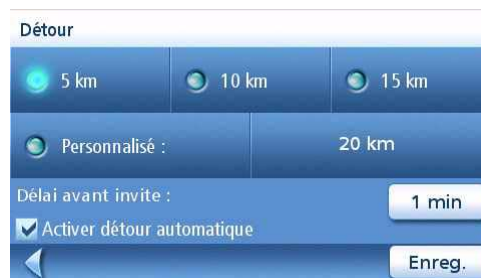 Détour
5 km 10 km 15 km
Personnalisé : 20 km
Délai avant invite : 1 min
Activer détour automatique
Enreg.